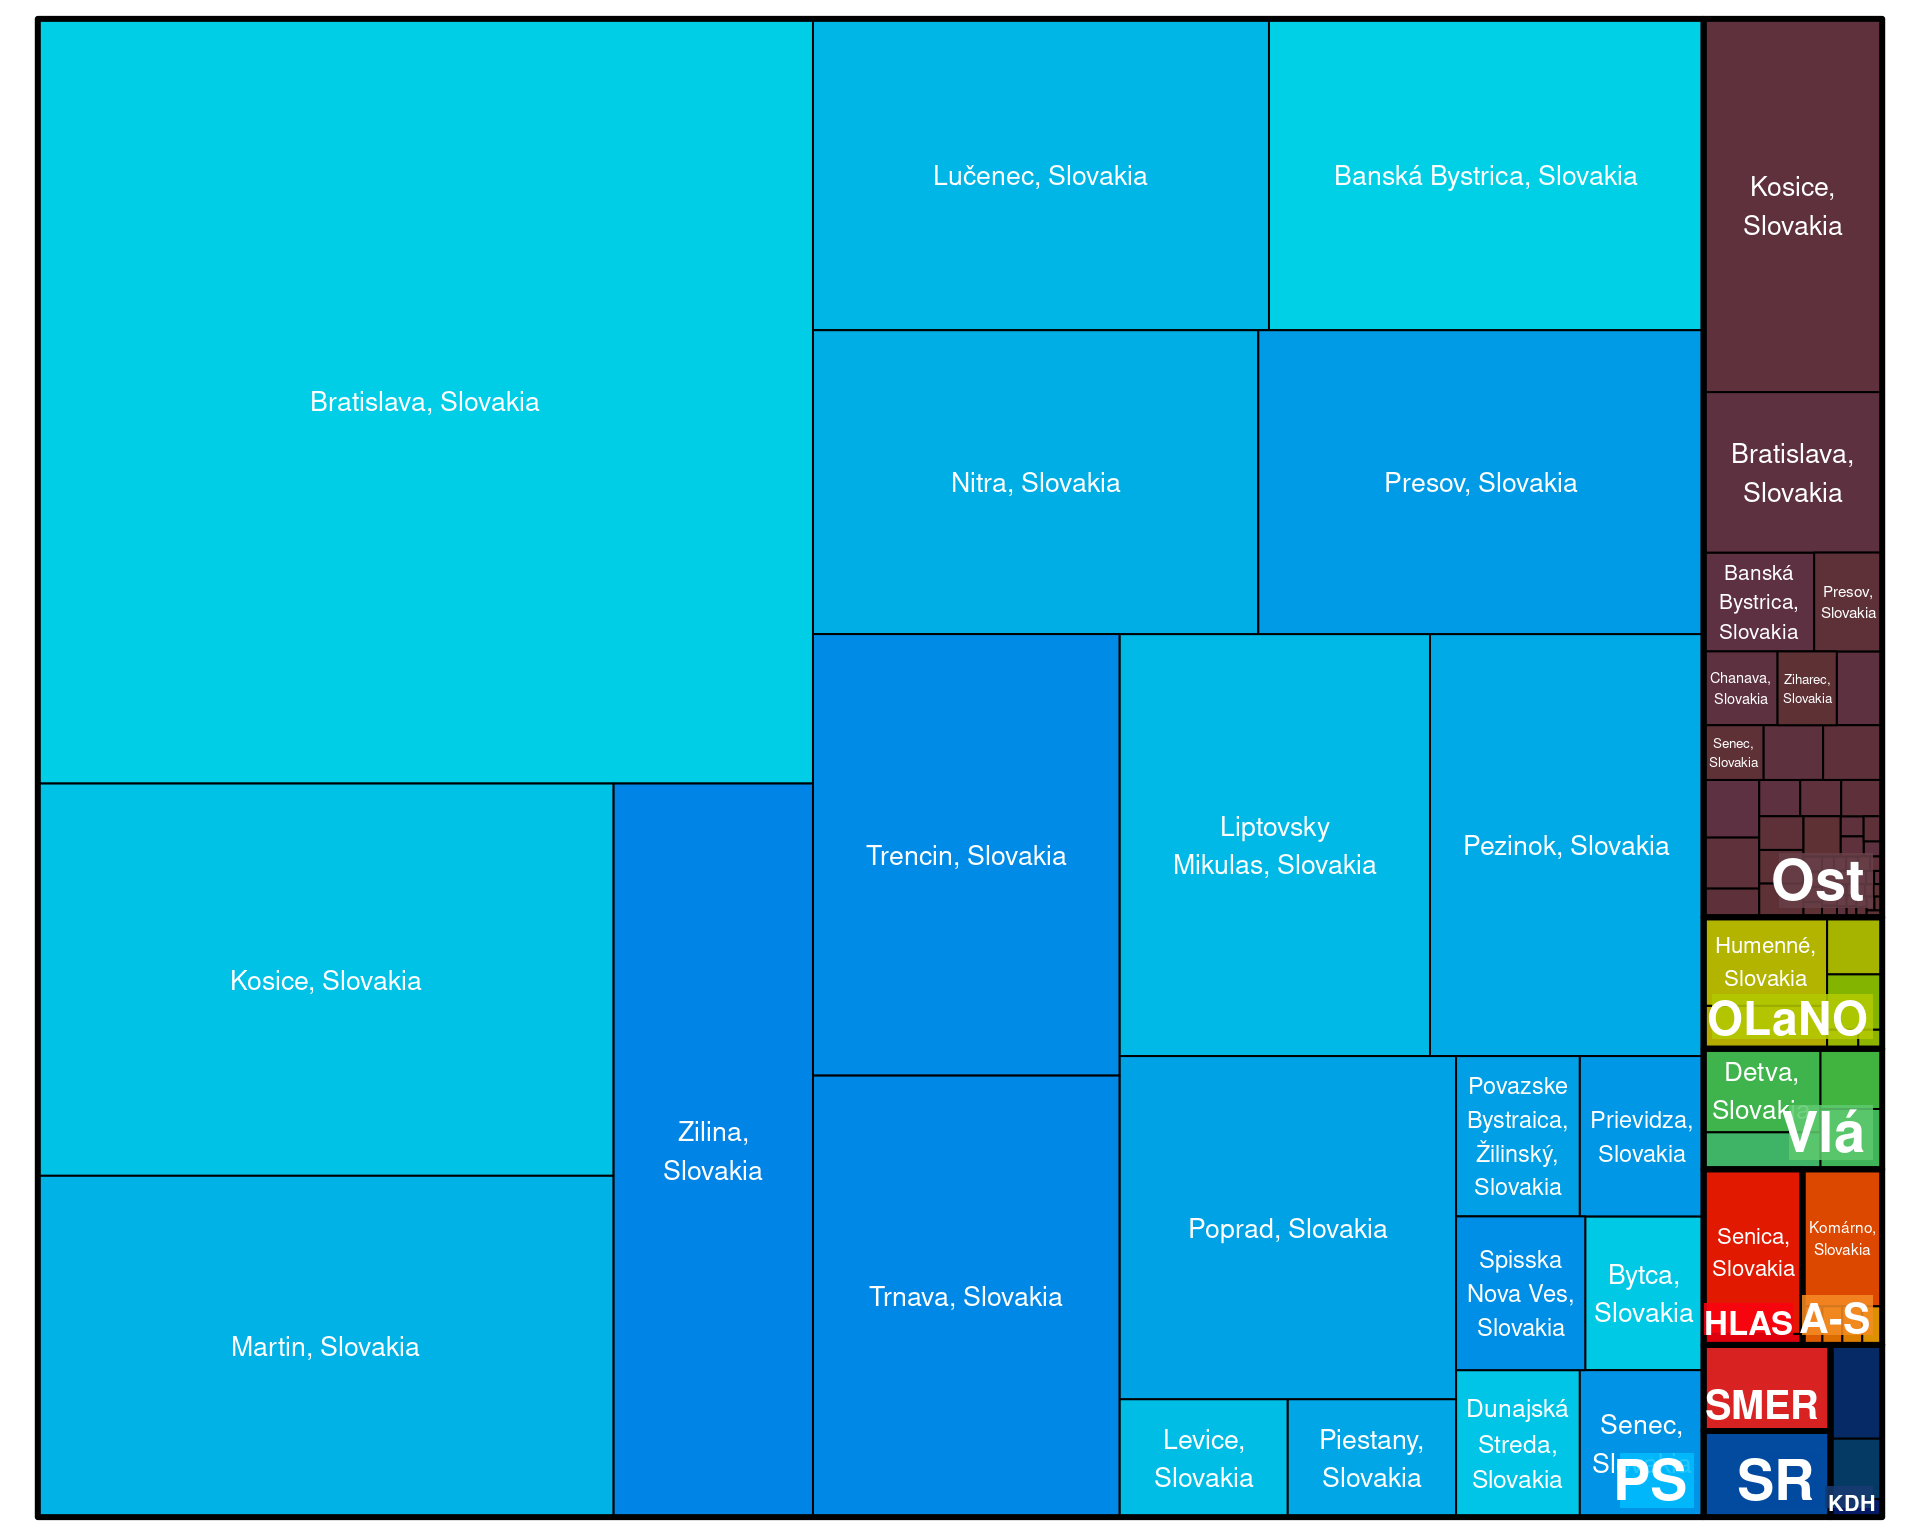 Bratislava, Slovakia
Lučenec, Slovakia
Banská Bystrica, Slovakia
Nitra, Slovakia
Presov, Slovakia
Kosice, Slovakia
Martin, Slovakia
Zilina,
Slovakia
Trencin, Slovakia
Trnava, Slovakia
Liptovsky
Mikulas, Slovakia
Pezinok, Slovakia
Poprad, Slovakia
Levice,
Slovakia
Piestany,
Slovakia
Povazske
Bystraica,
Žilinský,
Slovakia
Prievidza,
Slovakia
Spisska
Nova Ves,
Slovakia
Bytca,
Slovakia
Dunajská
Streda,
Slovakia
Senec,
Slovakia
PS
Kosice,
Slovakia
Bratislava,
Slovakia
Banská
Bystrica,
Slovakia
Presov,
Slovakia
Chanava,
Slovakia
Ziharec,
Slovakia
Senec,
Slovakia
Ost
Humenné,
Slovakia
OLaNO
Detva,
Slovakia
Vlá
Senica,
Slovakia
HLAS
Komárno,
Slovakia
A-S
SMER
SR
KDH